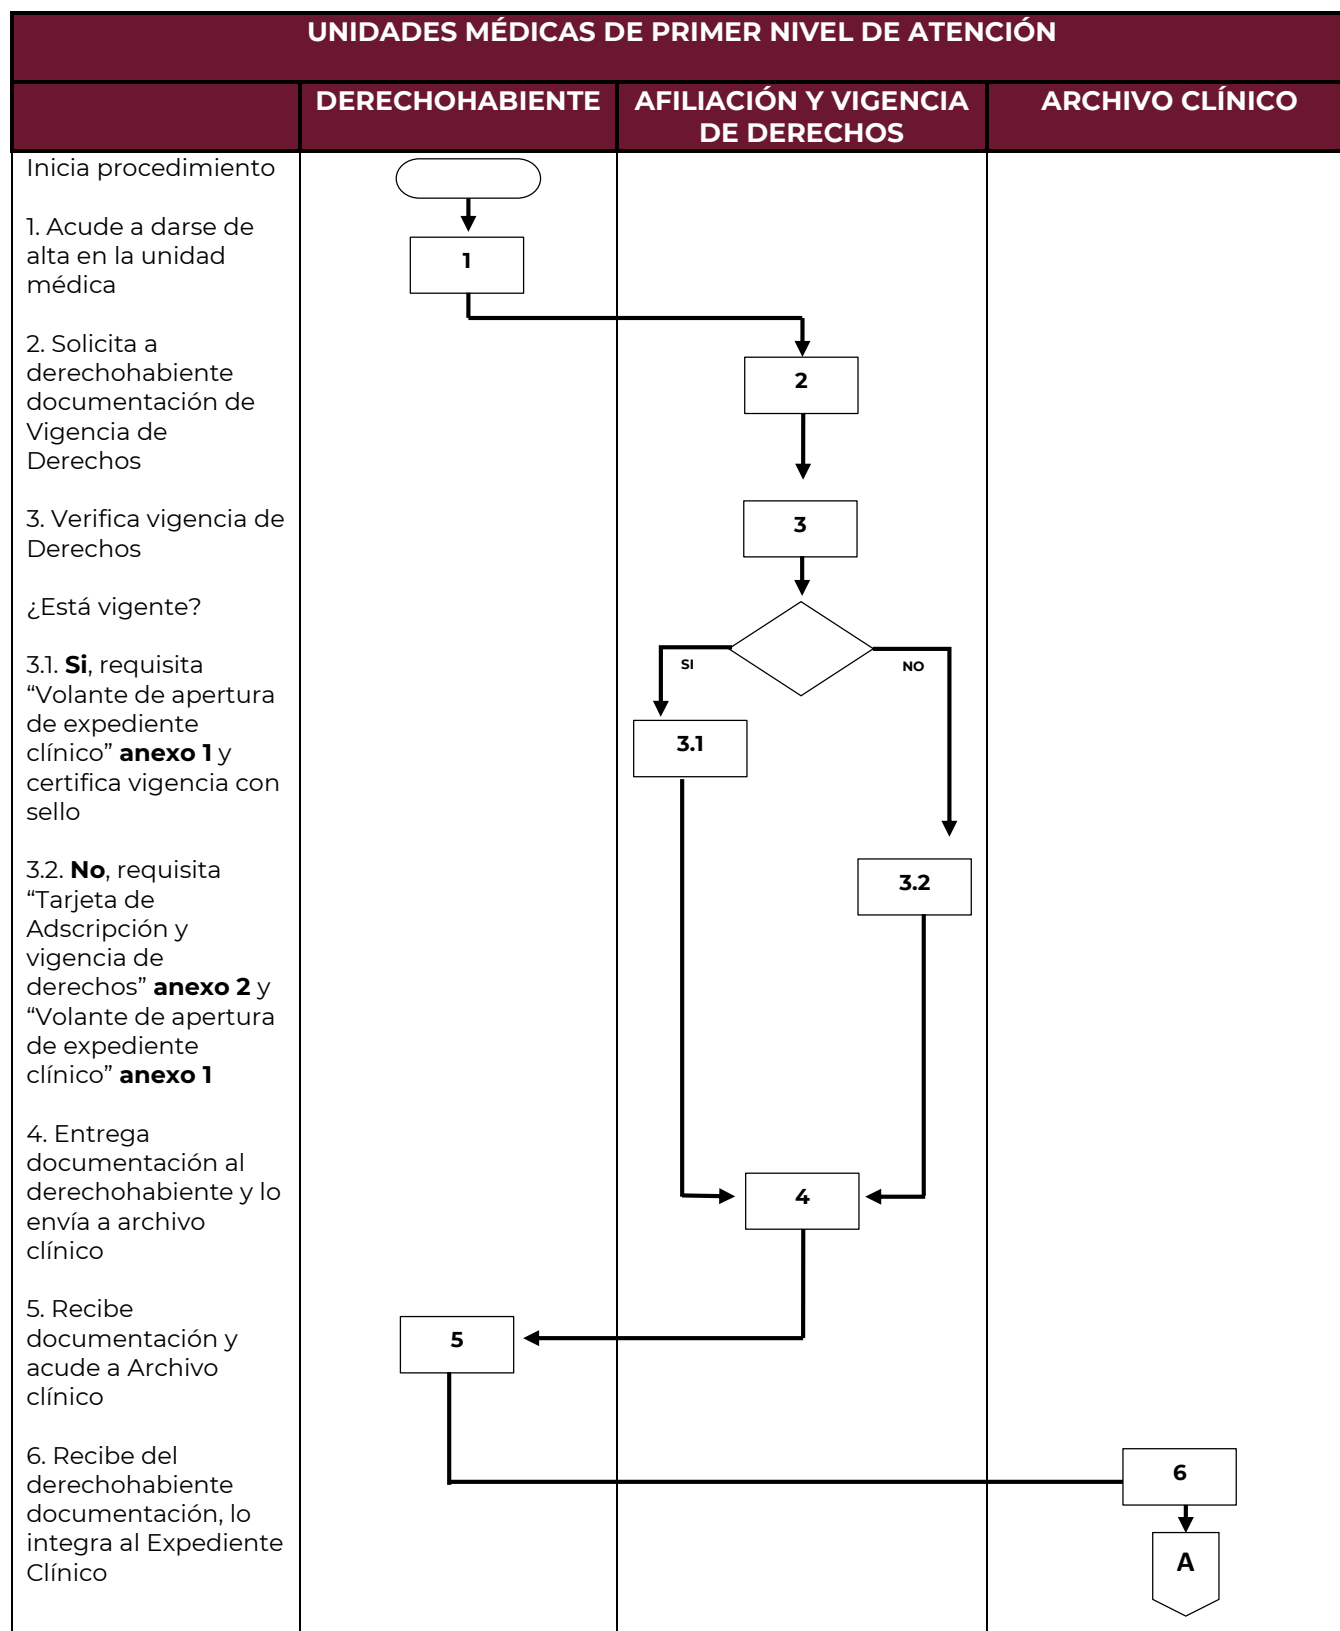 UNIDADES MÉDICAS DE PRIMER NIVEL DE ATENCIÓN
DERECHOHABIENTE
AFILIACIÓN Y VIGENCIA
DE DERECHOS
ARCHIVO CLÍNICO
Inicia procedimiento
1. Acude a darse de
alta en la unidad
médica
2. Solicita a
derechohabiente
documentación de
Vigencia de
Derechos
3. Verifica vigencia de
Derechos
¿Está vigente?
3.1. Si, requisita
“Volante de apertura
de expediente
clínico” anexo 1 y
certifica vigencia con
sello
3.2. No, requisita
“Tarjeta de
Adscripción y
vigencia de
derechos” anexo 2 y
“Volante de apertura
de expediente
clínico” anexo 1
4. Entrega
documentación al
derechohabiente y lo
envía a archivo
clínico
5. Recibe
documentación y
acude a Archivo
clínico
6. Recibe del
derechohabiente
documentación, lo
integra al Expediente
Clínico
1
2
3
SI
NO
3.1
3.2
4
5
6
A